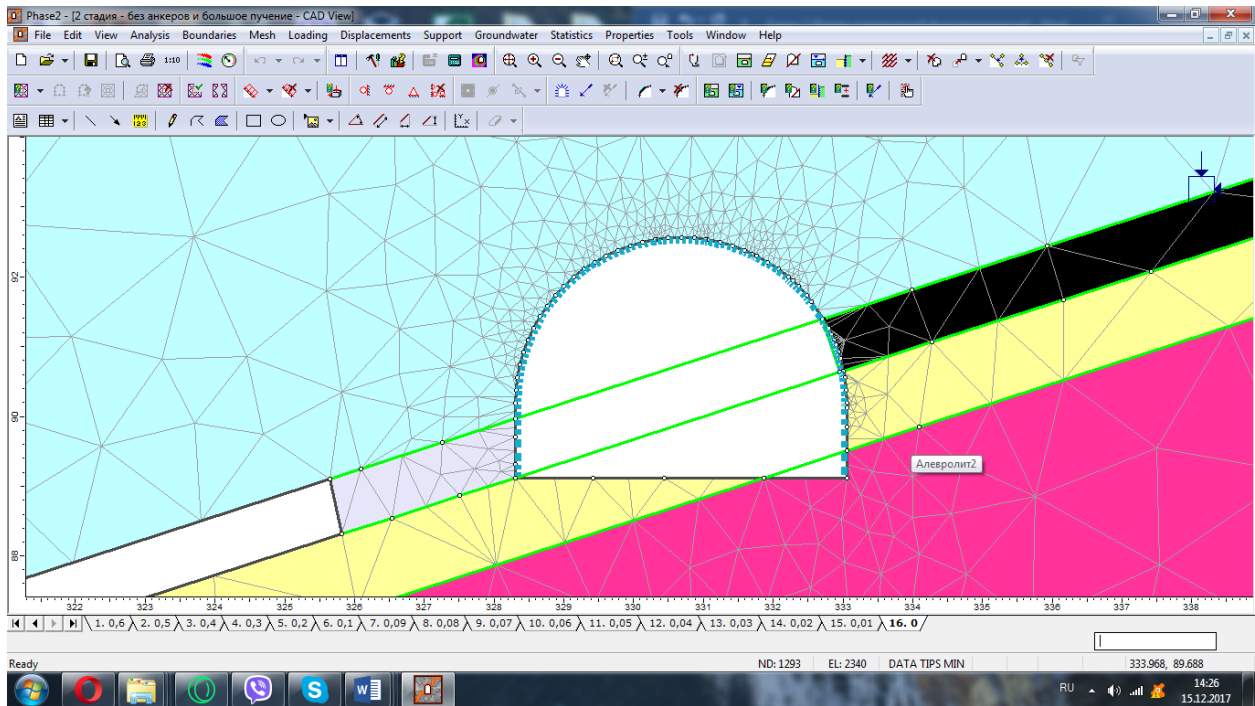 Phase2 - [2 стадия - без анкеров и большое пучение - CAD View]
File Edit View Analysis Boundaries Mesh Loading Displacements Support Groundwater Statistics Properties Tools Window Help
1:10
123
92
90
88
Алевролит2
322 323 324 325 326 327 328 329 330 331 332 333 334 335 336 337 338
1. 0,6 2. 0,5 3. 0,4 4. 0,3 5. 0,2 6. 0,1 7. 0,09 8. 0,08 9. 0,07 10. 0,06 11. 0,05 12. 0,04 13. 0,03 14. 0,02 15. 0,01 16. 0
Ready ND: 1293 EL: 2340 DATA TIPS MIN 333.968, 89.688
RU 14:26
15.12.2017